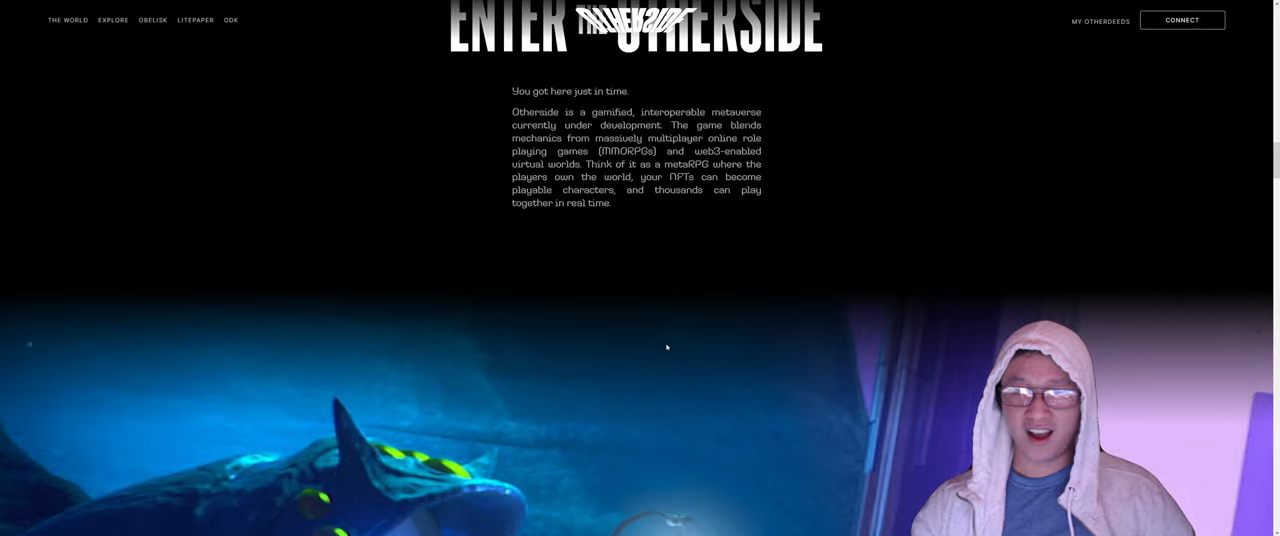 THE WORLD EXPLORE OBELISK LITEPAPER ODK
OTHERSIDE
MY OTHERDEEDS CONNECT
ENTER THE OTHERSIDE
You got here just in time.
Otherside is a gamified, interoperable metaverse
currently under development. The game blends
mechanics from massively multiplayer online role
playing games (MMORPGs) and web3-enabled
virtual worlds. Think of it as a metaRPG where the
players own the world, your NFTs can become
playable characters, and thousands can play
together in real time.